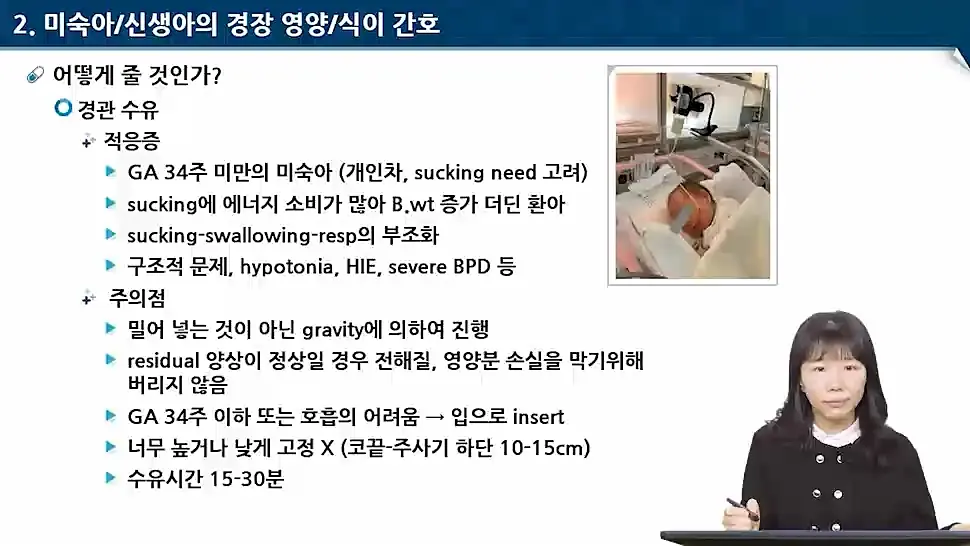 2. 미숙아/신생아의 경장 영양/식이 간호
어떻게 줄 것인가?
경관 수유
적응증
GA 34주 미만의 미숙아 (개인차, sucking need 고려)
sucking에 에너지 소비가 많아 B.wt 증가 더딘 환아
sucking-swallowing-resp의 부조화
구조적 문제, hypotonia, HIE, severe BPD 등
주의점
밀어 넣는 것이 아닌 gravity에 의하여 진행
residual 양상이 정상일 경우 전해질, 영양분 손실을 막기위해
버리지 않음
GA 34주 이하 또는 호흡의 어려움 → 입으로 insert
너무 높거나 낮게 고정 X (코끝-주사기 하단 10-15cm)
수유시간 15-30분